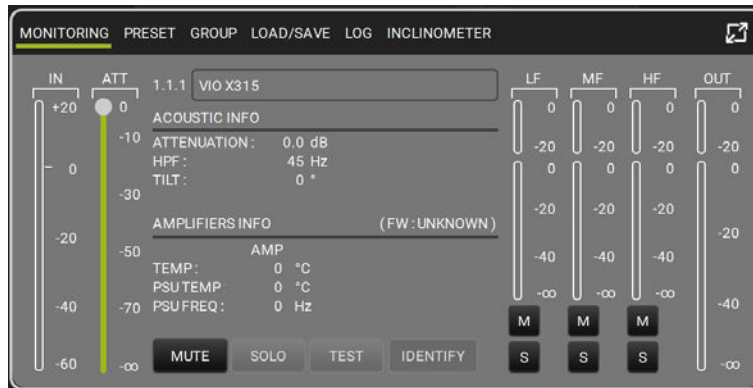 MONITORING PRESET GROUP LOAD/SAVE LOG INCLINOMETER
IN ATT LF MF HF OUT
1.1.1 VIO X315
+20 0 0 0 0 0
ACOUSTIC INFO
-10 -20 -20 -20 -20
ATTENUATION : 0.0 dB
HPF : 45 Hz
0 0 0 0 0
TILT : 0 °
-30
-20 -20 -20
AMPLIFIERS INFO (FW : UNKNOWN)
-20 -20
-50 AMP
-40 -40 -40
TEMP : 0 °C
PSU TEMP 0 °C
-∞ -∞ -∞
-40 -70 PSU FREQ : 0 Hz -40
M M M
MUTE SOLO TEST IDENTIFY S S S
-60 -∞ -∞